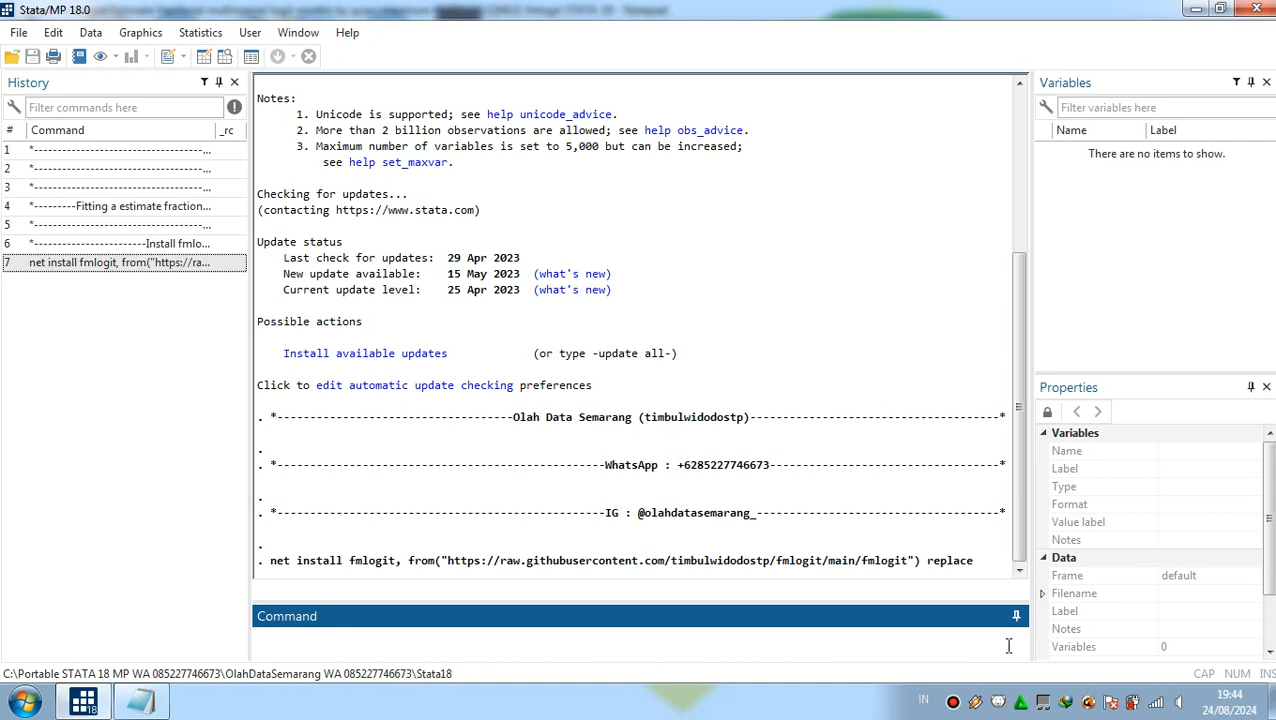 Stata/MP 18.0
File Edit Data Graphics Statistics User Window Help
History
Filter commands here
# Command _rc
1 *-----------------------------------...
2 *-----------------------------------...
3 *-----------------------------------...
4 *---------Fitting a estimate fraction...
5 *-----------------------------------...
6 *------------------------Install fmlo...
7 net install fmlogit, from("https://ra...
Notes:
1. Unicode is supported; see help unicode_advice.
2. More than 2 billion observations are allowed; see help obs_advice.
3. Maximum number of variables is set to 5,000 but can be increased;
see help set_maxvar.
Checking for updates...
(contacting https://www.stata.com)
Update status
Last check for updates: 29 Apr 2023
New update available: 15 May 2023 (what's new)
Current update level: 25 Apr 2023 (what's new)
Possible actions
Install available updates (or type -update all-)
Click to edit automatic update checking preferences
. *------------------------------------Olah Data Semarang (timbulwidodostp)--------------------------------------*
.
. *--------------------------------------------------WhatsApp : +6285227746673-----------------------------------*
.
. *--------------------------------------------------IG : @olahdatasemarang_-------------------------------------*
.
. net install fmlogit, from("https://raw.githubusercontent.com/timbulwidodostp/fmlogit/main/fmlogit") replace
Command
Variables
Filter variables here
Name Label
There are no items to show.
Properties
Variables
Name
Label
Type
Format
Value label
Notes
Data
Frame default
Filename
Label
Notes
Variables 0
C:\Portable STATA 18 MP WA 085227746673\OlahDataSemarang WA 085227746673\Stata18
CAP NUM INS
18
IN
19:44
24/08/2024